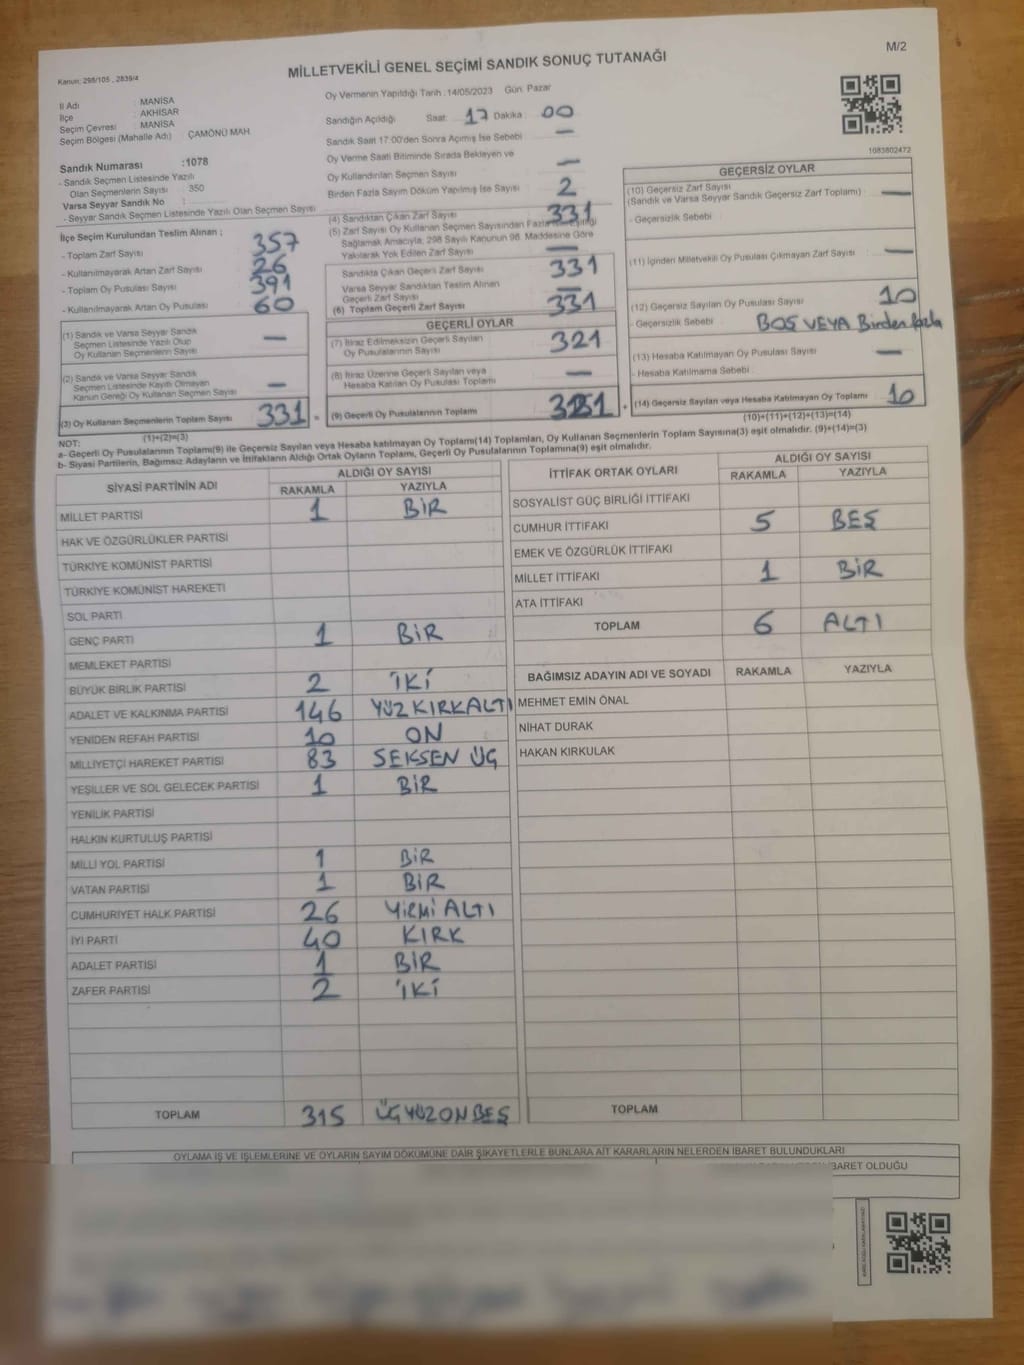 M/2
Kanun: 298/105 , 2839/4
MİLLETVEKİLİ GENEL SEÇİMİ SANDIK SONUÇ TUTANAĞI
İl Adı : MANİSA
İlçe : AKHİSAR
Seçim Çevresi : MANİSA
Seçim Bölgesi (Mahalle Adı) : ÇAMÖNÜ MAH.
Sandık Numarası :1078
- Sandık Seçmen Listesinde Yazılı
Olan Seçmenlerin Sayısı : 350
Varsa Seyyar Sandık No :
- Seyyar Sandık Seçmen Listesinde Yazılı Olan Seçmen Sayısı
Oy Vermenin Yapıldığı Tarih :14/05/2023 Gün: Pazar
Sandığın Açıldığı Saat: 17 Dakika 00
Sandık Saat 17:00'den Sonra Açılmış İse Sebebi —
Oy Verme Saati Bitiminde Sırada Bekleyen ve
Oy Kullandırılan Seçmen Sayısı —
Birden Fazla Sayım Döküm Yapılmış İse Sayısı 2
1083802472
İlçe Seçim Kurulundan Teslim Alınan ;
- Toplam Zarf Sayısı 357
- Kullanılmayarak Artan Zarf Sayısı 26
- Toplam Oy Pusulası Sayısı 391
- Kullanılmayarak Artan Oy Pusulası 60
(1) Sandık ve Varsa Seyyar Sandık
Seçmen Listesinde Yazılı Olup
Oy Kullanan Seçmenlerin Sayısı —
(2) Sandık ve Varsa Seyyar Sandık
Seçmen Listesinde Kayıtlı Olmayan
Kanun Gereği Oy Kullanan Seçmen Sayısı —
(3) Oy Kullanan Seçmenlerin Toplam Sayısı 331 =
(1)+(2)=(3)
(4) Sandıktan Çıkan Zarf Sayısı 331
(5) Zarf Sayısı Oy Kullanan Seçmen Sayısından Fazla İse, Eşitliği
Sağlamak Amacıyla, 298 Sayılı Kanunun 98. Maddesine Göre
Yakılarak Yok Edilen Zarf Sayısı —
Sandıkta Çıkan Geçerli Zarf Sayısı 331
Varsa Seyyar Sandıktan Teslim Alınan
Geçerli Zarf Sayısı —
(6) Toplam Geçerli Zarf Sayısı 331
GEÇERLİ OYLAR
(7) İtiraz Edilmeksizin Geçerli Sayılan
Oy Pusulalarının Sayısı 321
(8) İtiraz Üzerine Geçerli Sayılan veya
Hesaba Katılan Oy Pusulası Toplamı —
(9) Geçerli Oy Pusulalarının Toplamı 321 +
GEÇERSİZ OYLAR
(10) Geçersiz Zarf Sayısı
(Sandık ve Varsa Seyyar Sandık Geçersiz Zarf Toplamı) —
- Geçersizlik Sebebi :
(11) İçinden Milletvekili Oy Pusulası Çıkmayan Zarf Sayısı —
(12) Geçersiz Sayılan Oy Pusulası Sayısı 10
- Geçersizlik Sebebi : BOŞ VEYA Birden fazla
(13) Hesaba Katılmayan Oy Pusulası Sayısı —
- Hesaba Katılmama Sebebi :
(14) Geçersiz Sayılan veya Hesaba Katılmayan Oy Toplamı 10
(10)+(11)+(12)+(13)=(14)
NOT:
a- Geçerli Oy Pusulalarının Toplamı(9) ile Geçersiz Sayılan veya Hesaba katılmayan Oy Toplamı(14) Toplamları, Oy Kullanan Seçmenlerin Toplam Sayısına(3) eşit olmalıdır. (9)+(14)=(3)
b- Siyasi Partilerin, Bağımsız Adayların ve İttifakların Aldığı Ortak Oyların Toplamı, Geçerli Oy Pusulalarının Toplamına(9) eşit olmalıdır.
SİYASİ PARTİNİN ADI ALDIĞI OY SAYISI
RAKAMLA YAZIYLA
MİLLET PARTİSİ 1 BİR
HAK VE ÖZGÜRLÜKLER PARTİSİ
TÜRKİYE KOMÜNİST PARTİSİ
TÜRKİYE KOMÜNİST HAREKETİ
SOL PARTİ
GENÇ PARTİ 1 BİR
MEMLEKET PARTİSİ
BÜYÜK BİRLİK PARTİSİ 2 İKİ
ADALET VE KALKINMA PARTİSİ 146 YÜZ KIRK ALTI
YENİDEN REFAH PARTİSİ 10 ON
MİLLİYETÇİ HAREKET PARTİSİ 83 SEKSEN ÜÇ
YEŞİLLER VE SOL GELECEK PARTİSİ 1 BİR
YENİLİK PARTİSİ
HALKIN KURTULUŞ PARTİSİ
MİLLİ YOL PARTİSİ 1 BİR
VATAN PARTİSİ 1 BİR
CUMHURİYET HALK PARTİSİ 26 YİRMİ ALTI
İYİ PARTİ 40 KIRK
ADALET PARTİSİ 1 BİR
ZAFER PARTİSİ 2 İKİ
TOPLAM 315 ÜÇ YÜZ ON BEŞ
İTTİFAK ORTAK OYLARI ALDIĞI OY SAYISI
RAKAMLA YAZIYLA
SOSYALİST GÜÇ BİRLİĞİ İTTİFAKI
CUMHUR İTTİFAKI 5 BEŞ
EMEK VE ÖZGÜRLÜK İTTİFAKI
MİLLET İTTİFAKI 1 BİR
ATA İTTİFAKI
TOPLAM 6 ALTI
BAĞIMSIZ ADAYIN ADI VE SOYADI RAKAMLA YAZIYLA
MEHMET EMİN ÖNAL
NİHAT DURAK
HAKAN KIRKULAK
TOPLAM
OYLAMA İŞ VE İŞLEMLERİNE VE OYLARIN SAYIM DÖKÜMÜNE DAİR ŞİKAYETLERLE BUNLARA AİT KARARLARIN NELERDEN İBARET BULUNDUKLARI
İBARET OLDUĞU